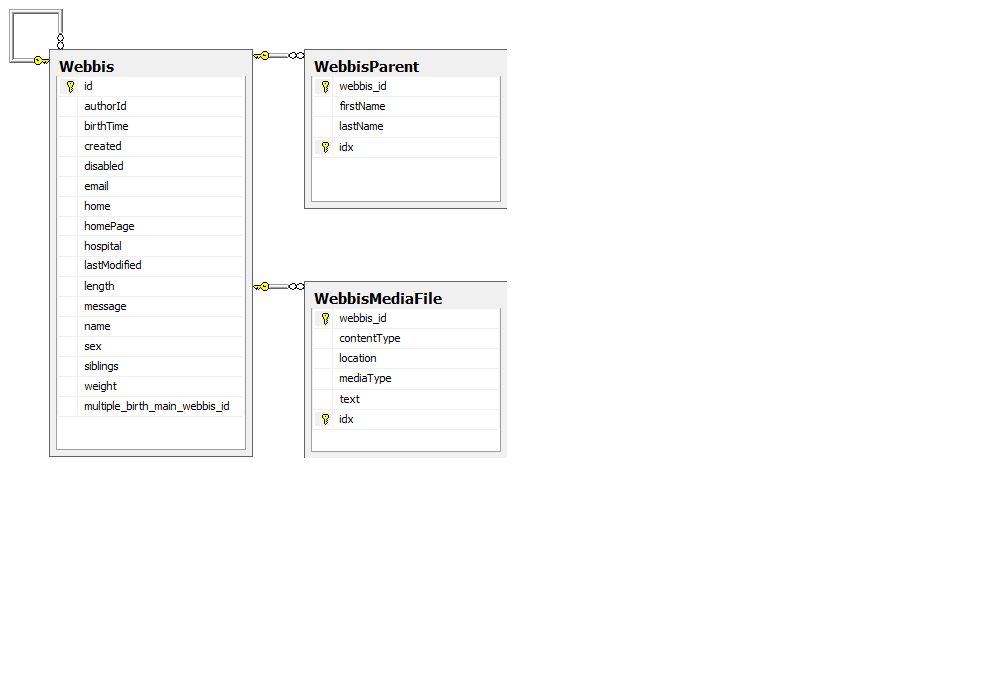 Webbis
id
authorId
birthTime
created
disabled
email
home
homePage
hospital
lastModified
length
message
name
sex
siblings
weight
multiple_birth_main_webbis_id
WebbisParent
webbis_id
firstName
lastName
idx
WebbisMediaFile
webbis_id
contentType
location
mediaType
text
idx